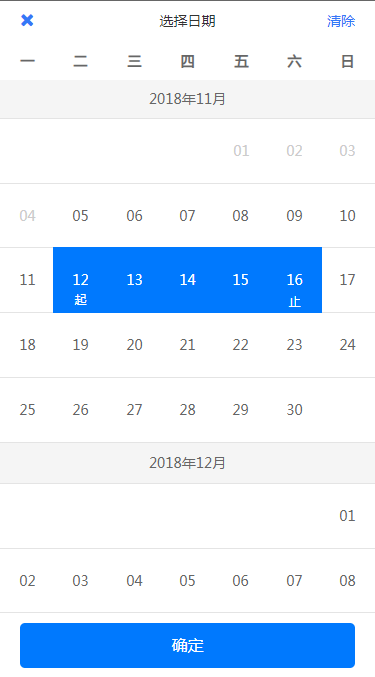 ✖ 选择日期 清除
一 二 三 四 五 六 日
2018年11月
01 02 03
04 05 06 07 08 09 10
11 12 13 14 15 16 17
起 止
18 19 20 21 22 23 24
25 26 27 28 29 30
2018年12月
01
02 03 04 05 06 07 08
确定